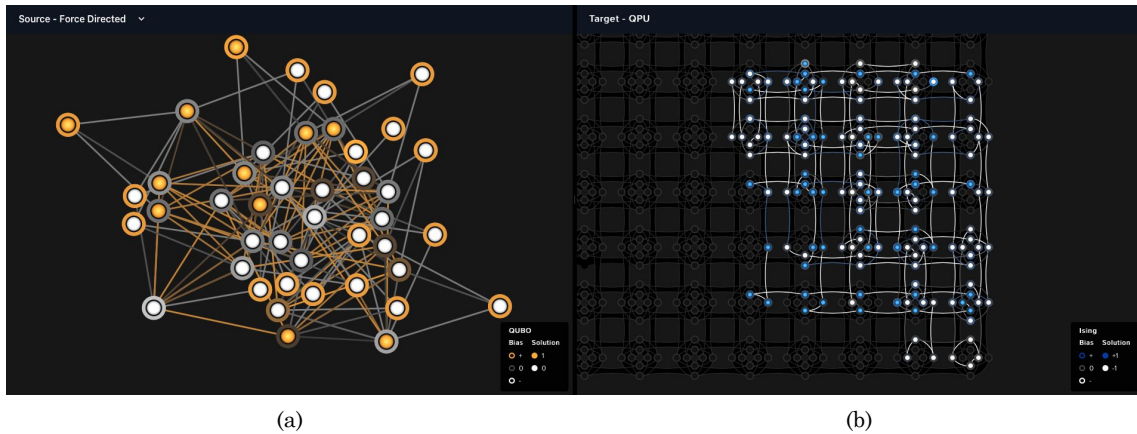 Source - Force Directed
Target - QPU
QUBO
Bias Solution
+ 1
0 0
-
Ising
Bias Solution
+ +1
0 -1
-
(a)
(b)